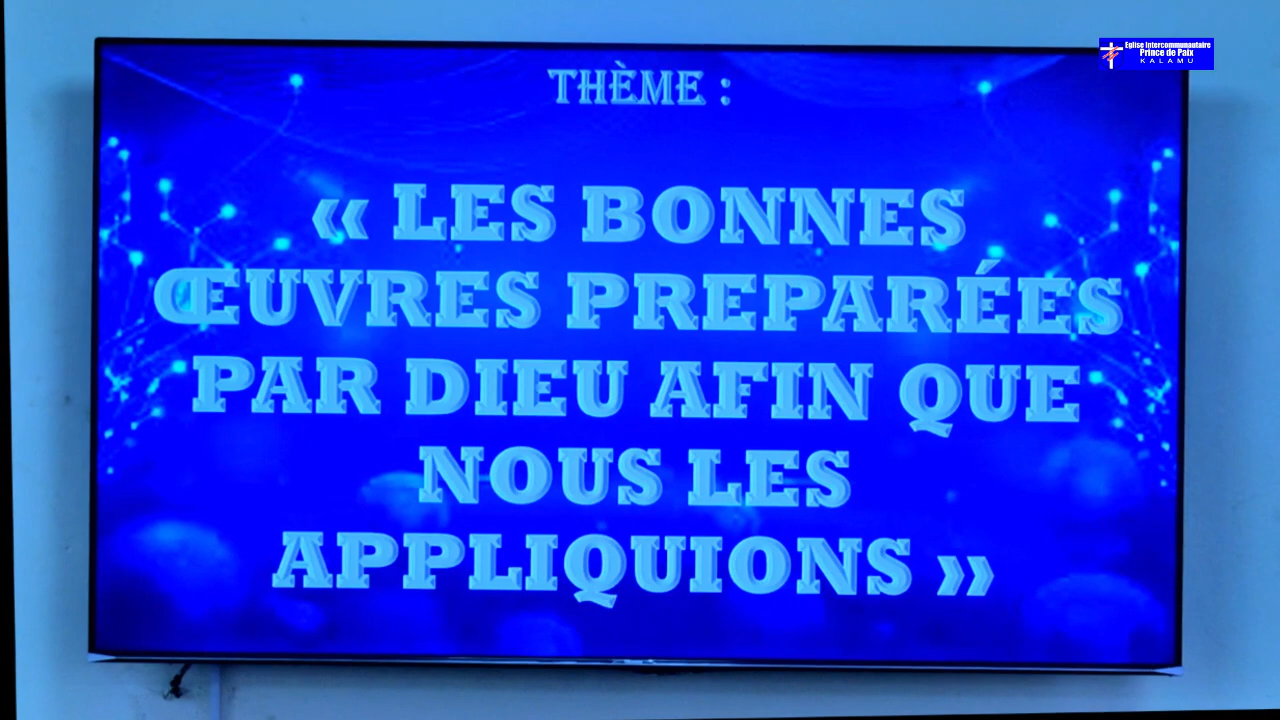 Eglise Intercommunautaire
Prince de Paix
KALAMU
THÈME :
« LES BONNES
ŒUVRES PREPARÉES
PAR DIEU AFIN QUE
NOUS LES
APPLIQUIONS »